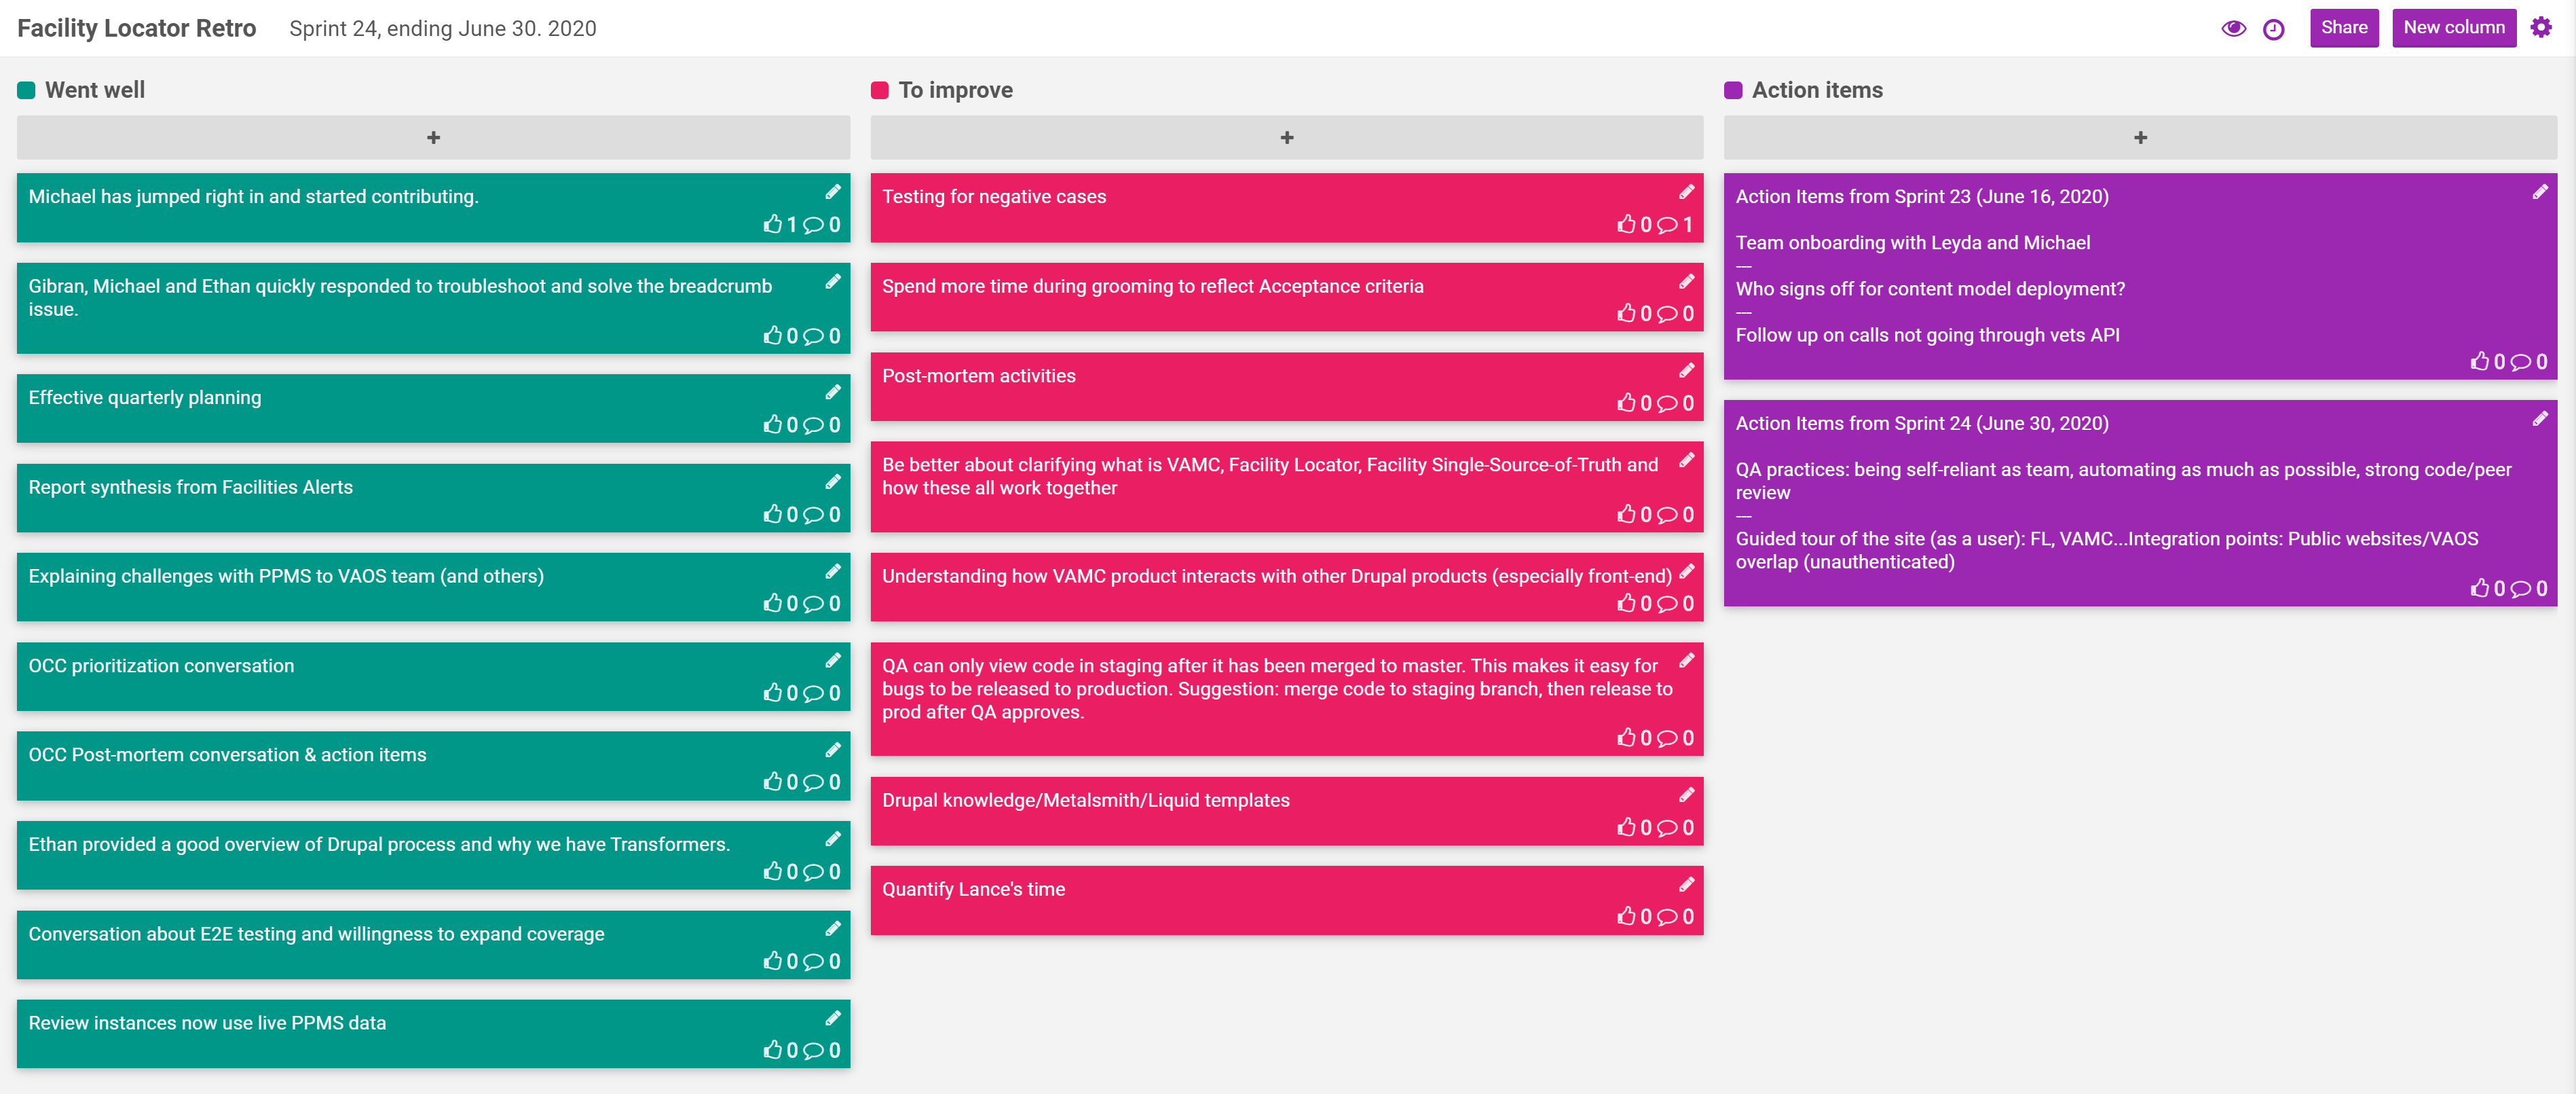 Facility Locator Retro
Sprint 24, ending June 30. 2020
Share
New column
Went well
+
Michael has jumped right in and started contributing.
1 0
Gibran, Michael and Ethan quickly responded to troubleshoot and solve the breadcrumb
issue.
0 0
Effective quarterly planning
0 0
Report synthesis from Facilities Alerts
0 0
Explaining challenges with PPMS to VAOS team (and others)
0 0
OCC prioritization conversation
0 0
OCC Post-mortem conversation & action items
0 0
Ethan provided a good overview of Drupal process and why we have Transformers.
0 0
Conversation about E2E testing and willingness to expand coverage
0 0
Review instances now use live PPMS data
0 0
To improve
+
Testing for negative cases
0 1
Spend more time during grooming to reflect Acceptance criteria
0 0
Post-mortem activities
0 0
Be better about clarifying what is VAMC, Facility Locator, Facility Single-Source-of-Truth and
how these all work together
0 0
Understanding how VAMC product interacts with other Drupal products (especially front-end)
0 0
QA can only view code in staging after it has been merged to master. This makes it easy for
bugs to be released to production. Suggestion: merge code to staging branch, then release to
prod after QA approves.
0 0
Drupal knowledge/Metalsmith/Liquid templates
0 0
Quantify Lance's time
0 0
Action items
+
Action Items from Sprint 23 (June 16, 2020)
Team onboarding with Leyda and Michael
---
Who signs off for content model deployment?
---
Follow up on calls not going through vets API
0 0
Action Items from Sprint 24 (June 30, 2020)
QA practices: being self-reliant as team, automating as much as possible, strong code/peer
review
---
Guided tour of the site (as a user): FL, VAMC...Integration points: Public websites/VAOS
overlap (unauthenticated)
0 0